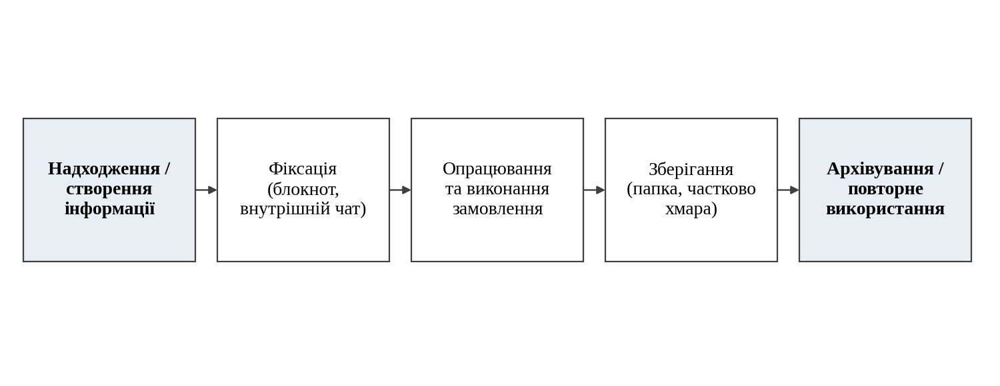 Надходження /
створення
інформації
Фіксація
(блокнот,
внутрішній чат)
Опрацювання
та виконання
замовлення
Зберігання
(папка, частково
хмара)
Архівування /
повторне
використання